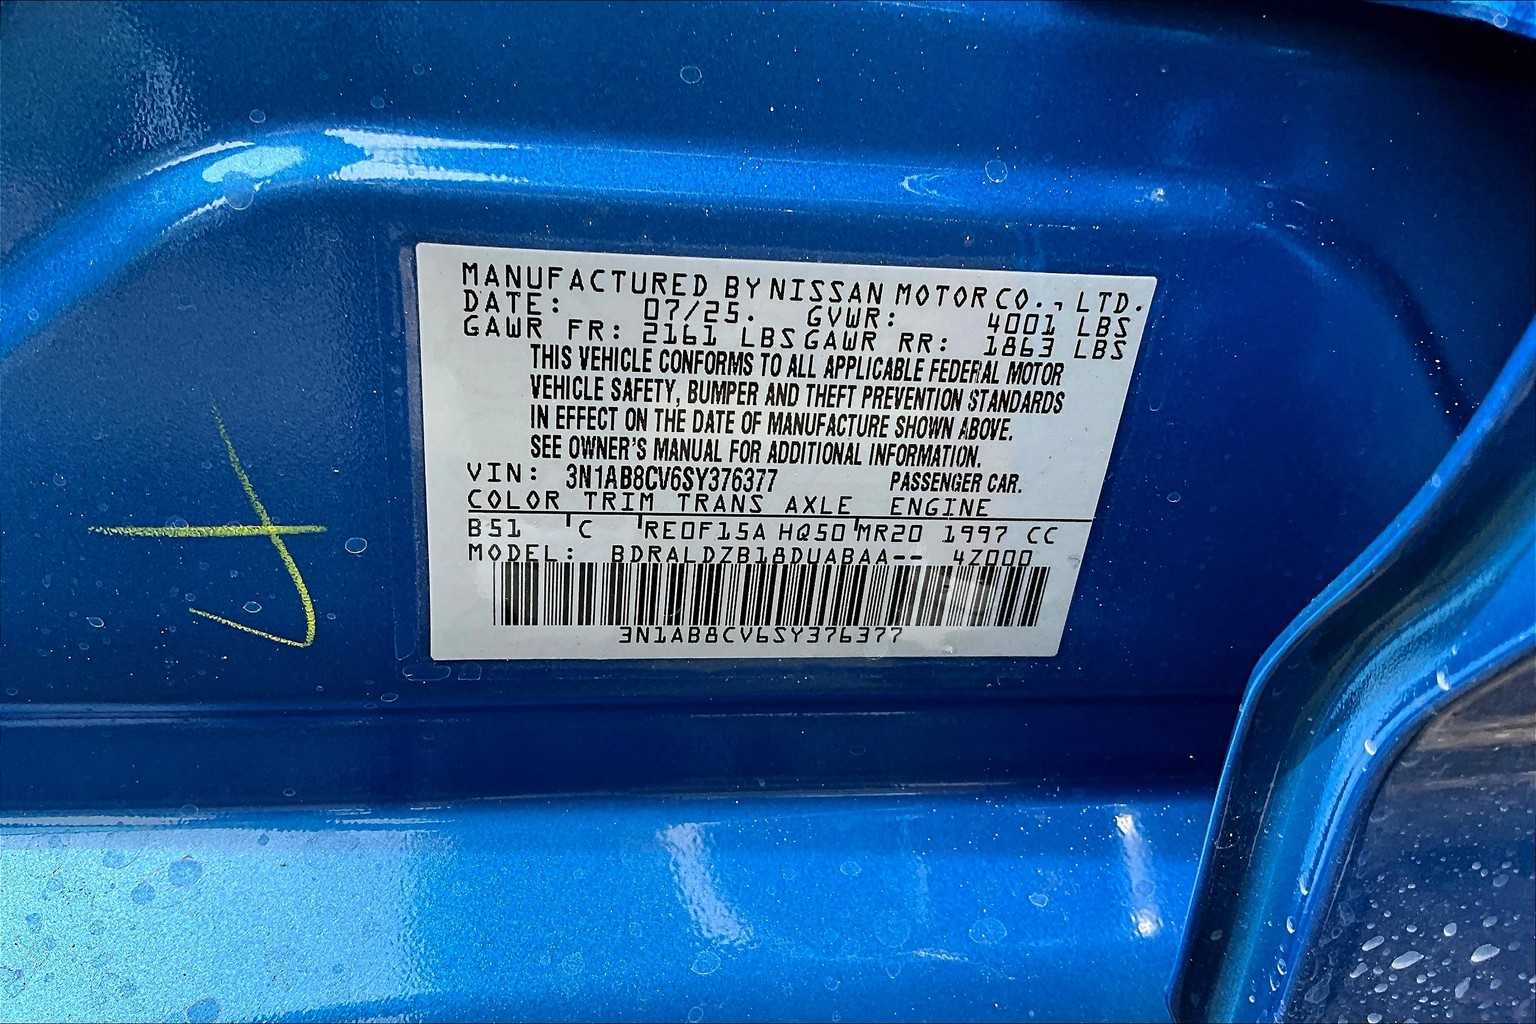 MANUFACTURED BY NISSAN MOTOR CO., LTD.
DATE: 07/25. GVWR: 4001 LBS
GAWR FR: 2161 LBS GAWR RR: 1863 LBS
THIS VEHICLE CONFORMS TO ALL APPLICABLE FEDERAL MOTOR
VEHICLE SAFETY, BUMPER AND THEFT PREVENTION STANDARDS
IN EFFECT ON THE DATE OF MANUFACTURE SHOWN ABOVE.
SEE OWNER'S MANUAL FOR ADDITIONAL INFORMATION.
VIN: 3N1AB8CV6SY376377 PASSENGER CAR.
COLOR TRIM TRANS AXLE ENGINE
B51 C RE0F15A HQ50 MR20 1997 CC
MODEL: BDRALDZB18DUABAA-- 4Z000
3N1AB8CV6SY376377